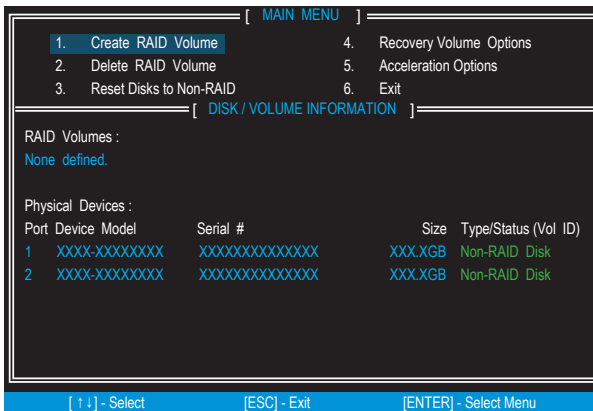 [ MAIN MENU ]
1. Create RAID Volume 4. Recovery Volume Options
2. Delete RAID Volume 5. Acceleration Options
3. Reset Disks to Non-RAID 6. Exit
[ DISK / VOLUME INFORMATION ]
RAID Volumes :
None defined.
Physical Devices :
Port Device Model Serial # Size Type/Status (Vol ID)
1 XXXX-XXXXXXXX XXXXXXXXXXXXXX XXX.XGB Non-RAID Disk
2 XXXX-XXXXXXXX XXXXXXXXXXXXXX XXX.XGB Non-RAID Disk
[ ↑↓] - Select [ESC] - Exit [ENTER] - Select Menu